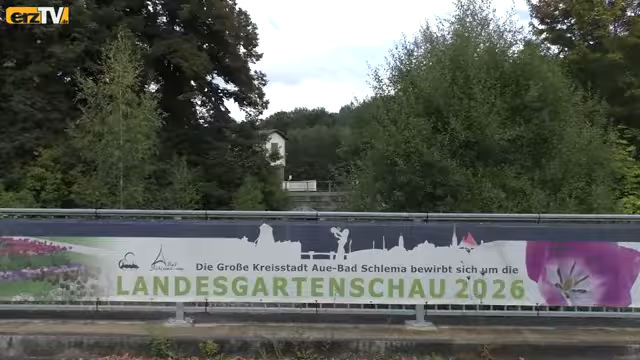 erzTV.
Die Große Kreisstadt Aue-Bad Schlema bewirbt sich um die
LANDESGARTENSCHAU 2026